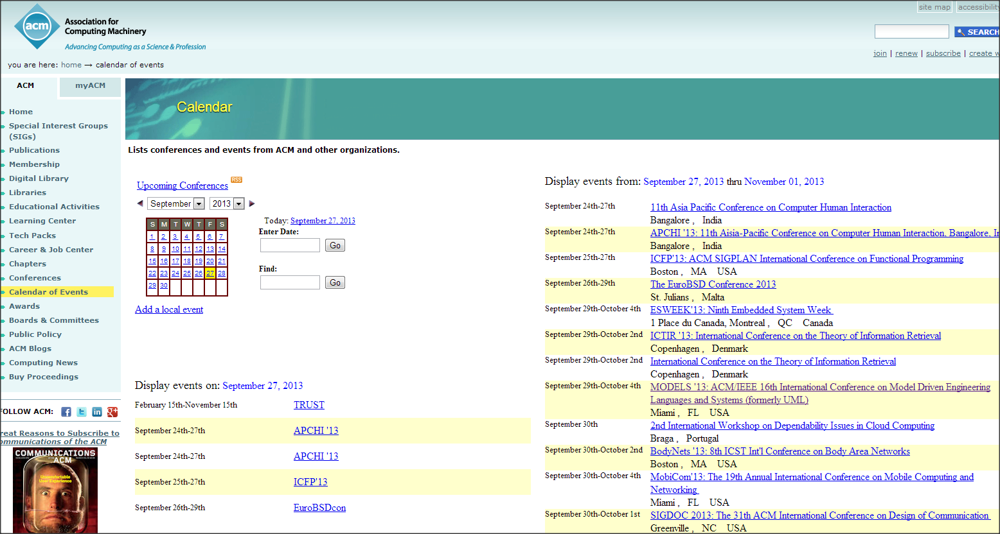 site map
accessibility
acm
Association for
Computing Machinery
Advancing Computing as a Science & Profession
SEARCH
join | renew | subscribe | create w
you are here: home → calendar of events
ACM
myACM
Home
Special Interest Groups
(SIGs)
Publications
Membership
Digital Library
Libraries
Educational Activities
Learning Center
Tech Packs
Career & Job Center
Chapters
Conferences
Calendar of Events
Awards
Boards & Committees
Public Policy
ACM Blogs
Computing News
Buy Proceedings
FOLLOW ACM:
reat Reasons to Subscribe to
ommunications of the ACM
COMMUNICATIONS
OF THE
ACM
Uncomfortable
User Experience
Calendar
Lists conferences and events from ACM and other organizations.
Upcoming Conferences RSS
September 2013
S M T W T F S
1 2 3 4 5 6 7
8 9 10 11 12 13 14
15 16 17 18 19 20 21
22 23 24 25 26 27 28
29 30
Today: September 27, 2013
Enter Date:
Go
Find:
Go
Add a local event
Display events on: September 27, 2013
February 15th-November 15th TRUST
September 24th-27th APCHI '13
September 24th-27th APCHI '13
September 25th-27th ICFP'13
September 26th-29th EuroBSDcon
Display events from: September 27, 2013 thru November 01, 2013
September 24th-27th 11th Asia Pacific Conference on Computer Human Interaction
Bangalore , India
September 24th-27th APCHI '13: 11th Aisia-Pacific Conference on Computer Human Interaction, Bangalore, In
Bangalore , India
September 25th-27th ICFP'13: ACM SIGPLAN International Conference on Functional Programming
Boston , MA USA
September 26th-29th The EuroBSD Conference 2013
St. Julians , Malta
September 29th-October 4th ESWEEK'13: Ninth Embedded System Week
1 Place du Canada, Montreal , QC Canada
September 29th-October 2nd ICTIR '13: International Conference on the Theory of Information Retrieval
Copenhagen , Denmark
September 29th-October 2nd International Conference on the Theory of Information Retrieval
Copenhagen , Denmark
September 29th-October 4th MODELS '13: ACM/IEEE 16th International Conference on Model Driven Engineering
Languages and Systems (formerly UML)
Miami , FL USA
September 30th 2nd International Workshop on Dependability Issues in Cloud Computing
Braga , Portugal
September 30th-October 2nd BodyNets '13: 8th ICST Int'l Conference on Body Area Networks
Boston , MA USA
September 30th-October 4th MobiCom'13: The 19th Annual International Conference on Mobile Computing and
Networking
Miami , FL USA
September 30th-October 1st SIGDOC 2013: The 31th ACM International Conference on Design of Communication
Greenville , NC USA